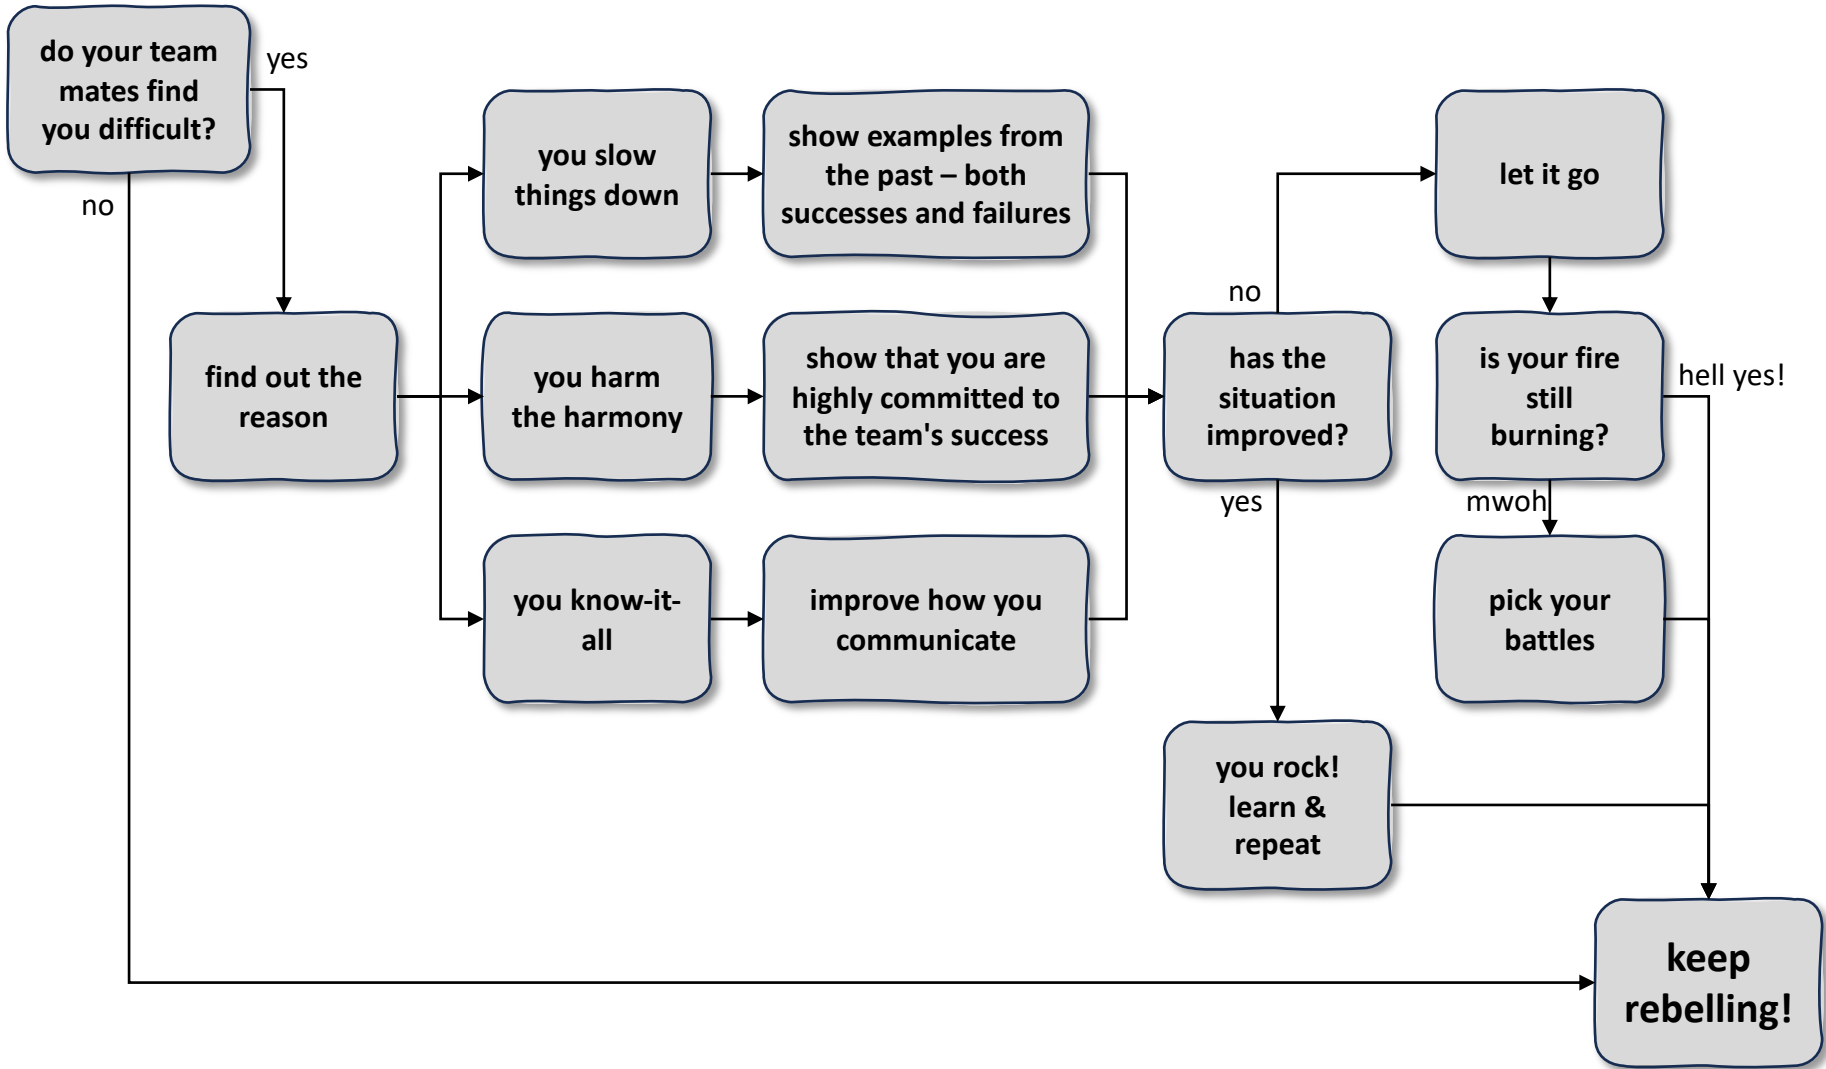 do your team
mates find
you difficult?
yes
no
find out the
reason
you slow
things down
show examples from
the past – both
successes and failures
you harm
the harmony
show that you are
highly committed to
the team's success
you know-it-
all
improve how you
communicate
has the
situation
improved?
no
yes
let it go
is your fire
still
burning?
hell yes!
mwoh
pick your
battles
you rock!
learn &
repeat
keep
rebelling!